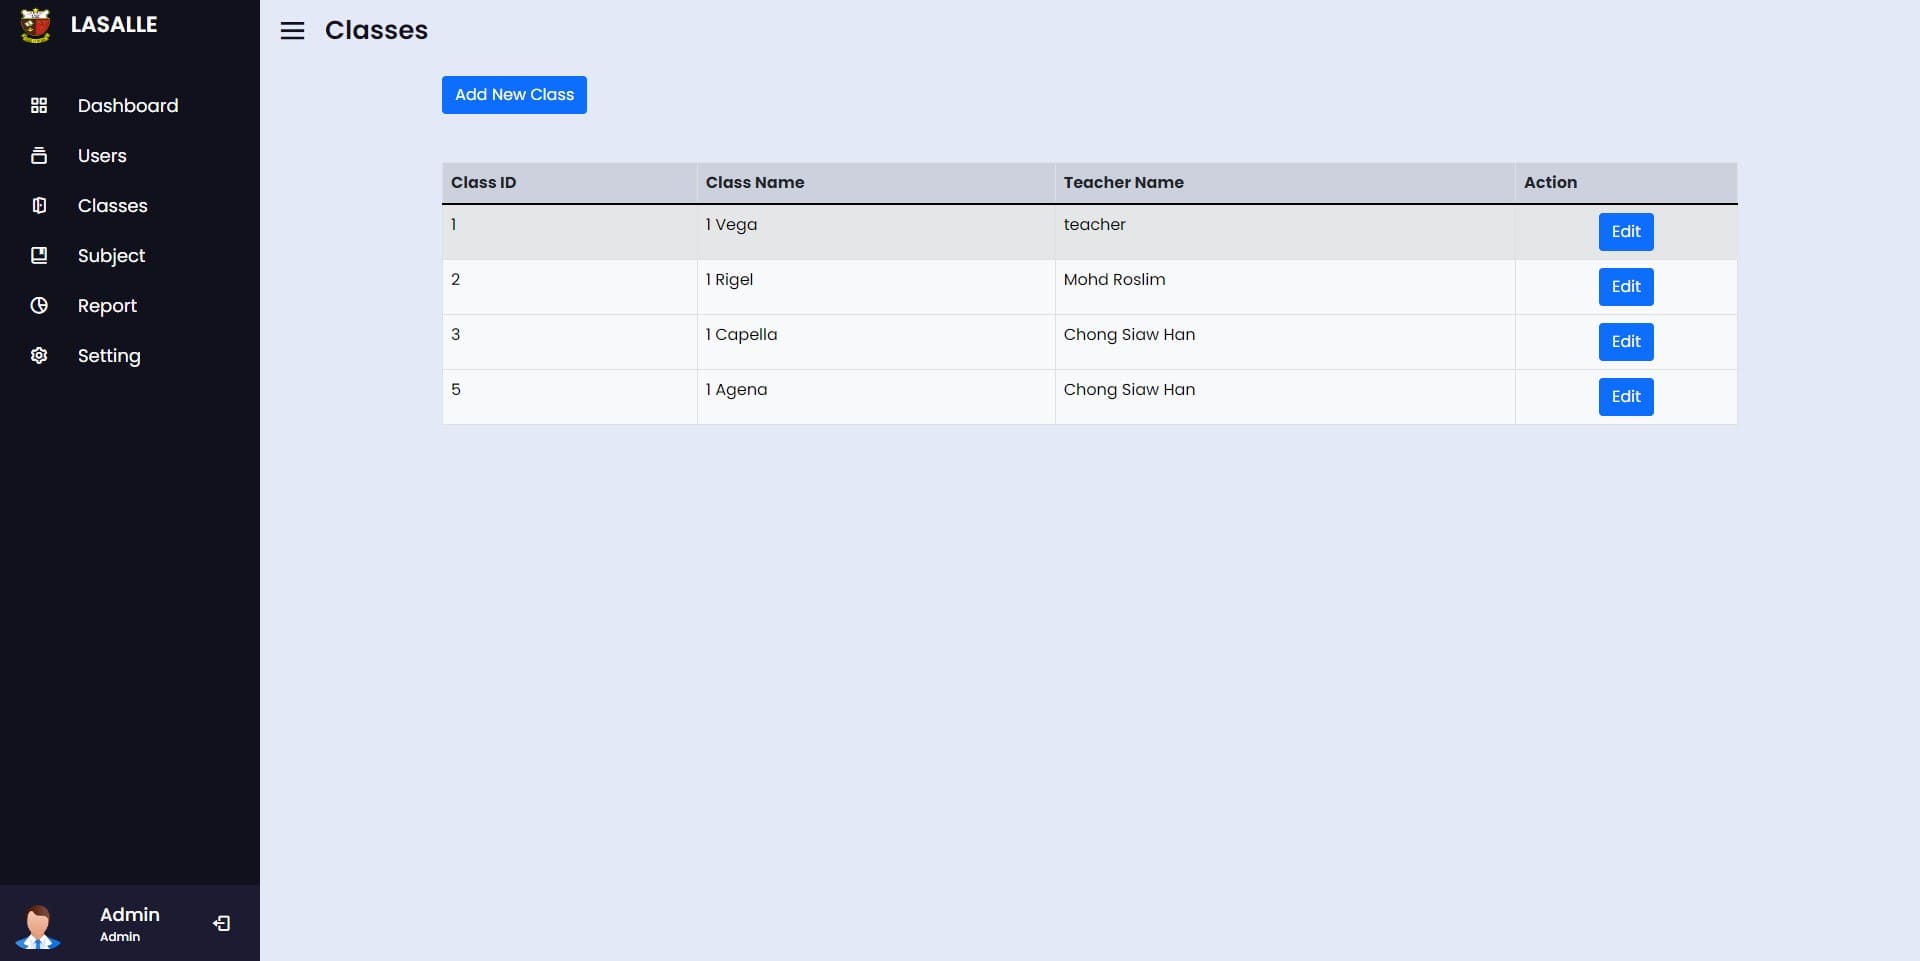 LASALLE
Dashboard
Users
Classes
Subject
Report
Setting
Admin
Admin
Classes
Add New Class
Class ID Class Name Teacher Name Action
1 1 Vega teacher Edit
2 1 Rigel Mohd Roslim Edit
3 1 Capella Chong Siaw Han Edit
5 1 Agena Chong Siaw Han Edit